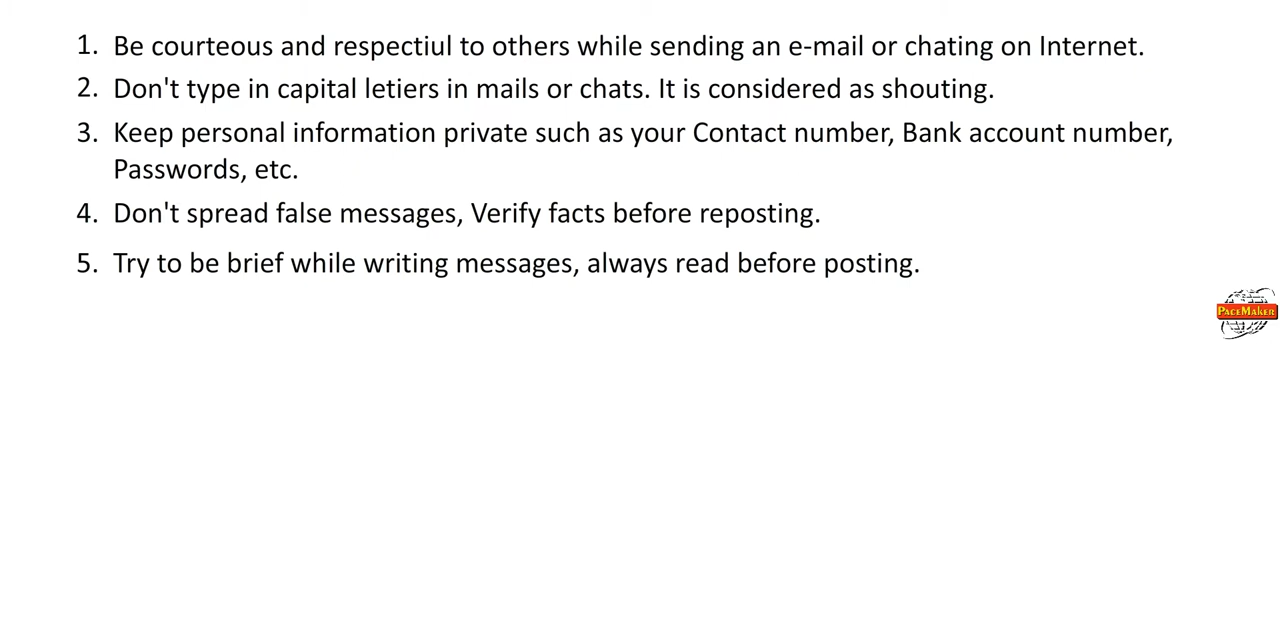 1. Be courteous and respectiul to others while sending an e-mail or chating on Internet.
2. Don't type in capital letiers in mails or chats. It is considered as shouting.
3. Keep personal information private such as your Contact number, Bank account number,
Passwords, etc.
4. Don't spread false messages, Verify facts before reposting.
5. Try to be brief while writing messages, always read before posting.
PACEMAKER